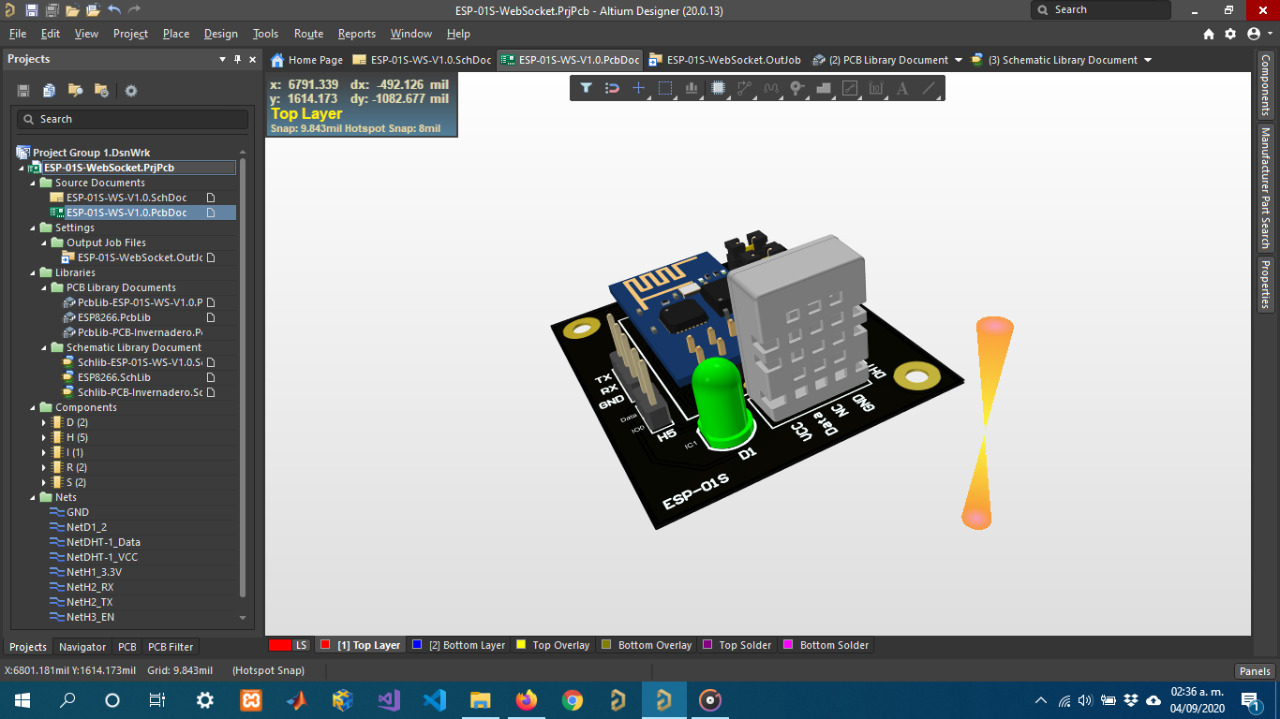 ESP-01S-WebSocket.PrjPcb - Altium Designer (20.0.13)
Search
File Edit View Project Place Design Tools Route Reports Window Help
Projects
Home Page ESP-01S-WS-V1.0.SchDoc ESP-01S-WS-V1.0.PcbDoc ESP-01S-WebSocket.OutJob (2) PCB Library Document (3) Schematic Library Document
x: 6791.339 dx: -492.126 mil
y: 1614.173 dy: -1082.677 mil
Top Layer
Snap: 9.843mil Hotspot Snap: 8mil
Search
Project Group 1.DsnWrk
ESP-01S-WebSocket.PrjPcb
Source Documents
ESP-01S-WS-V1.0.SchDoc
ESP-01S-WS-V1.0.PcbDoc
Settings
Output Job Files
ESP-01S-WebSocket.OutJc
Libraries
PCB Library Documents
PcbLib-ESP-01S-WS-V1.0.P
ESP8266.PcbLib
PcbLib-PCB-Invernadero.Pc
Schematic Library Document
Schlib-ESP-01S-WS-V1.0.Sc
ESP8266.SchLib
Schlib-PCB-Invernadero.Sc
Components
D (2)
H (5)
I (1)
R (2)
S (2)
Nets
GND
NetD1_2
NetDHT-1_Data
NetDHT-1_VCC
NetH1_3.3V
NetH2_RX
NetH2_TX
NetH3_EN
TX
RX
GND
Data
IO0
H5
IC1
D1
ESP-01S
VCC
Data
NC
GND
Components
Manufacturer Part Search
Properties
Projects Navigator PCB PCB Filter
LS [1] Top Layer [2] Bottom Layer Top Overlay Bottom Overlay Top Solder Bottom Solder
X:6801.181mil Y:1614.173mil Grid: 9.843mil (Hotspot Snap)
Panels
02:36 a. m.
04/09/2020
1